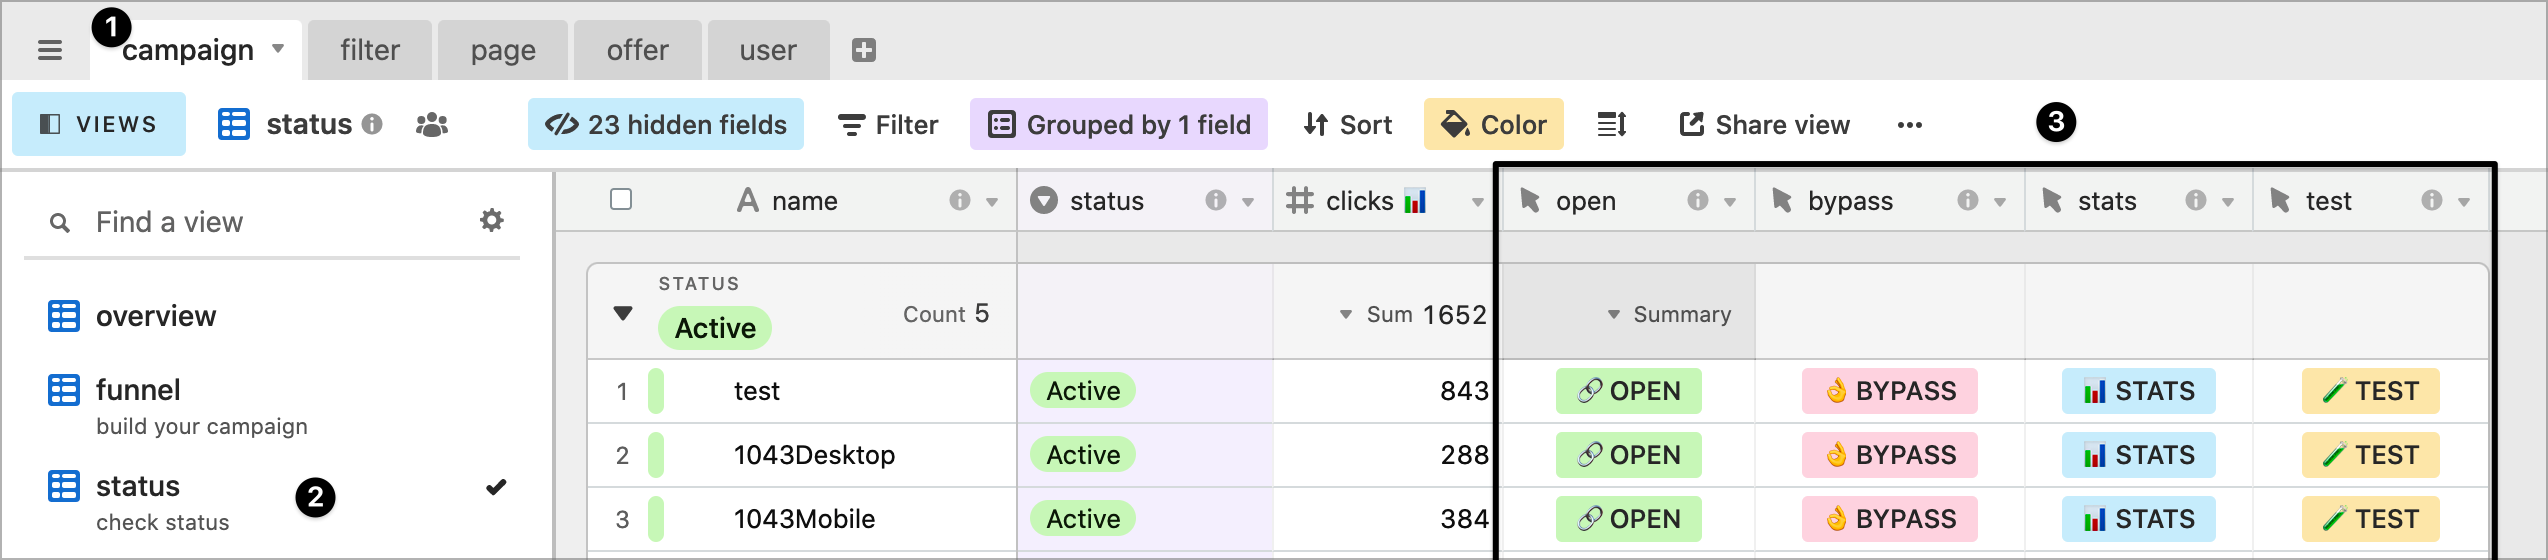 1
campaign filter page offer user
VIEWS status 23 hidden fields Filter Grouped by 1 field Sort Color Share view ... 3
Find a view
overview
funnel
build your campaign
status 2
check status
name status clicks open bypass stats test
STATUS
Active Count 5 Sum 1652 Summary
1 test Active 843 OPEN BYPASS STATS TEST
2 1043Desktop Active 288 OPEN BYPASS STATS TEST
3 1043Mobile Active 384 OPEN BYPASS STATS TEST